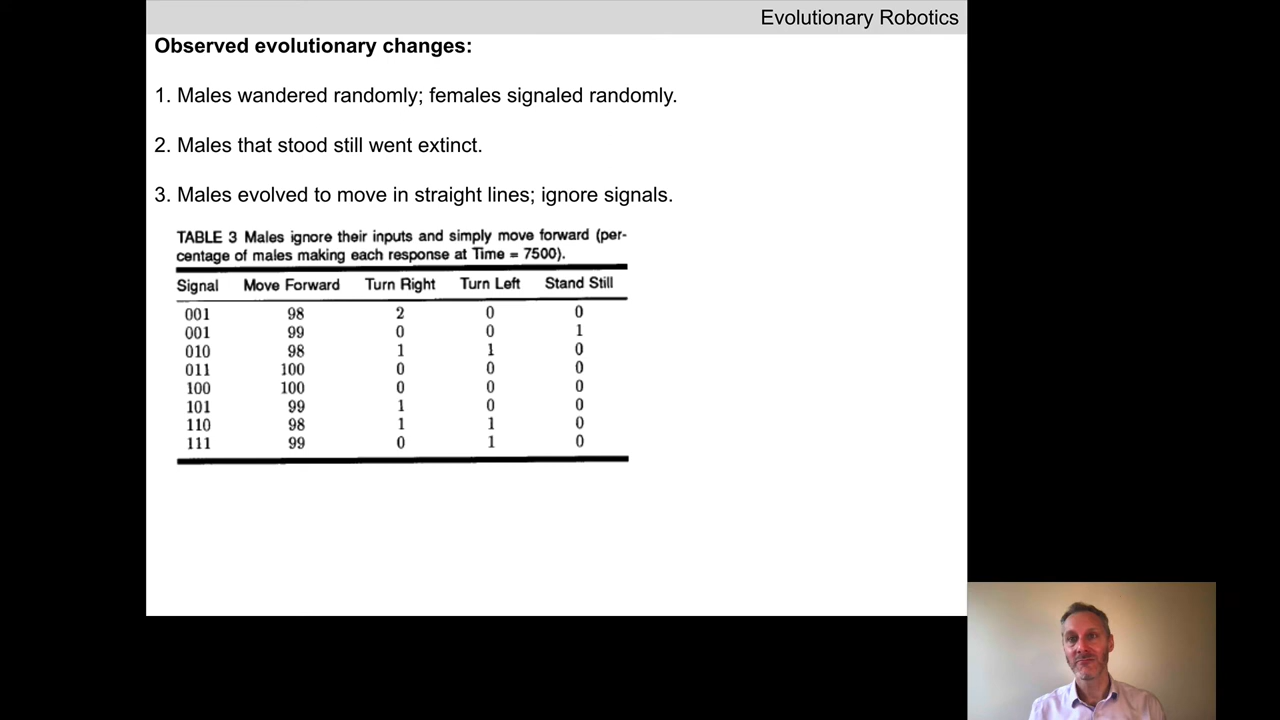 Evolutionary Robotics
Observed evolutionary changes:
1. Males wandered randomly; females signaled randomly.
2. Males that stood still went extinct.
3. Males evolved to move in straight lines; ignore signals.
TABLE 3 Males ignore their inputs and simply move forward (per-
centage of males making each response at Time = 7500).
Signal Move Forward Turn Right Turn Left Stand Still
001 98 2 0 0
001 99 0 0 1
010 98 1 1 0
011 100 0 0 0
100 100 0 0 0
101 99 1 0 0
110 98 1 1 0
111 99 0 1 0